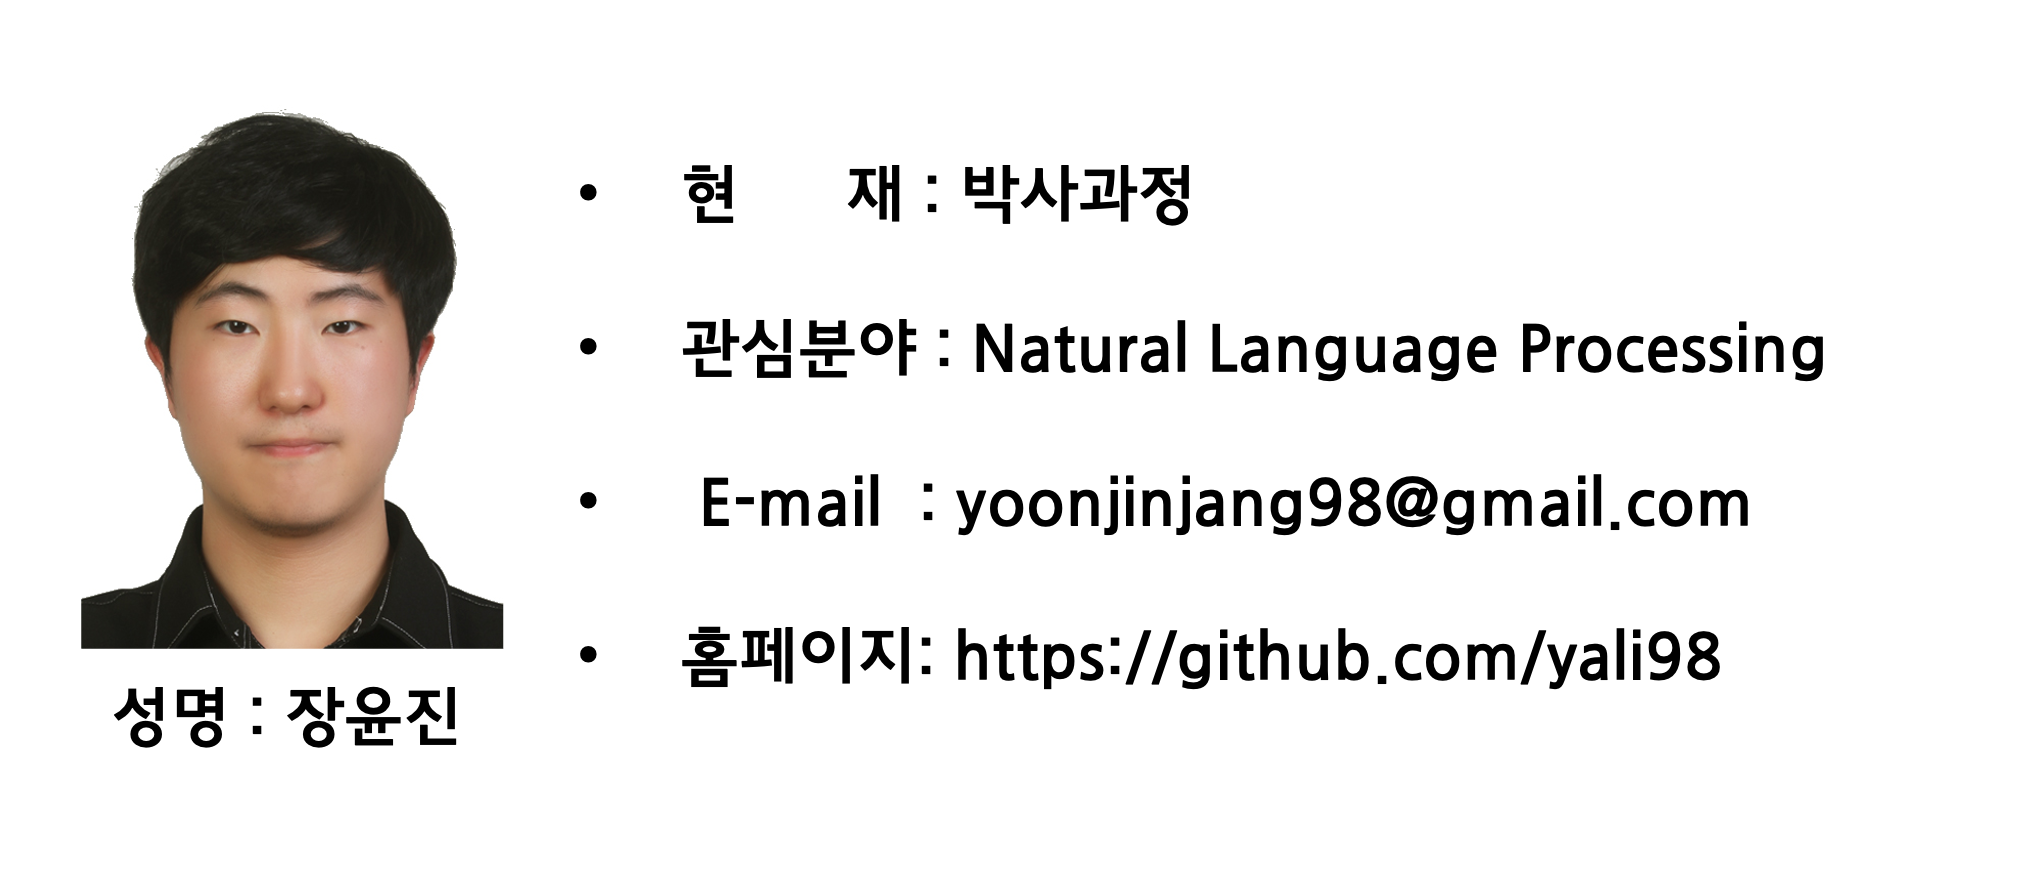 현 재 : 박사과정
관심분야 : Natural Language Processing
E-mail : yoonjinjang98@gmail.com
홈페이지: https://github.com/yali98
성명 : 장윤진